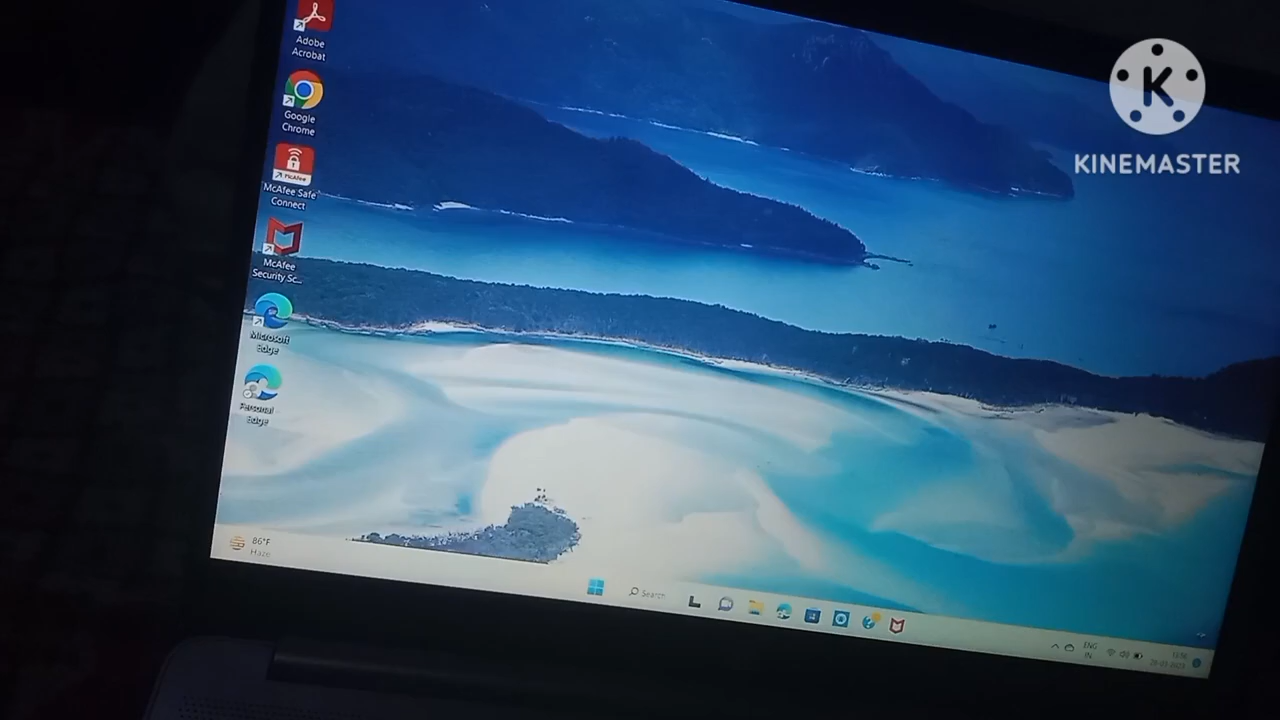 Adobe
Acrobat
Google
Chrome
McAfee
McAfee Safe
Connect
McAfee
Security Sc...
Microsoft
Edge
Personal
Edge
K
KINEMASTER
86°F
Haze
Search
ENG
IN